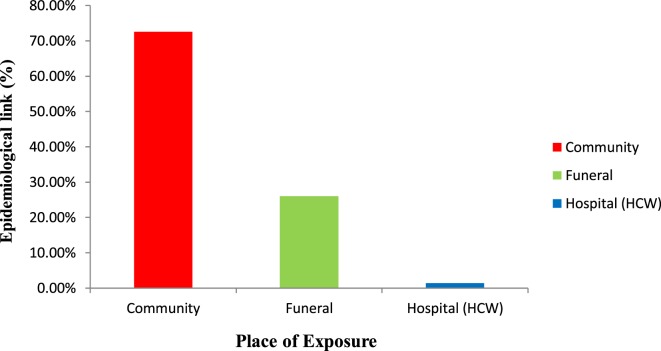 80.00%
70.00%
60.00%
50.00%
40.00%
30.00%
20.00%
10.00%
0.00%
Epidemiological link (%)
Community
Funeral
Hospital (HCW)
Place of Exposure
Community
Funeral
Hospital (HCW)